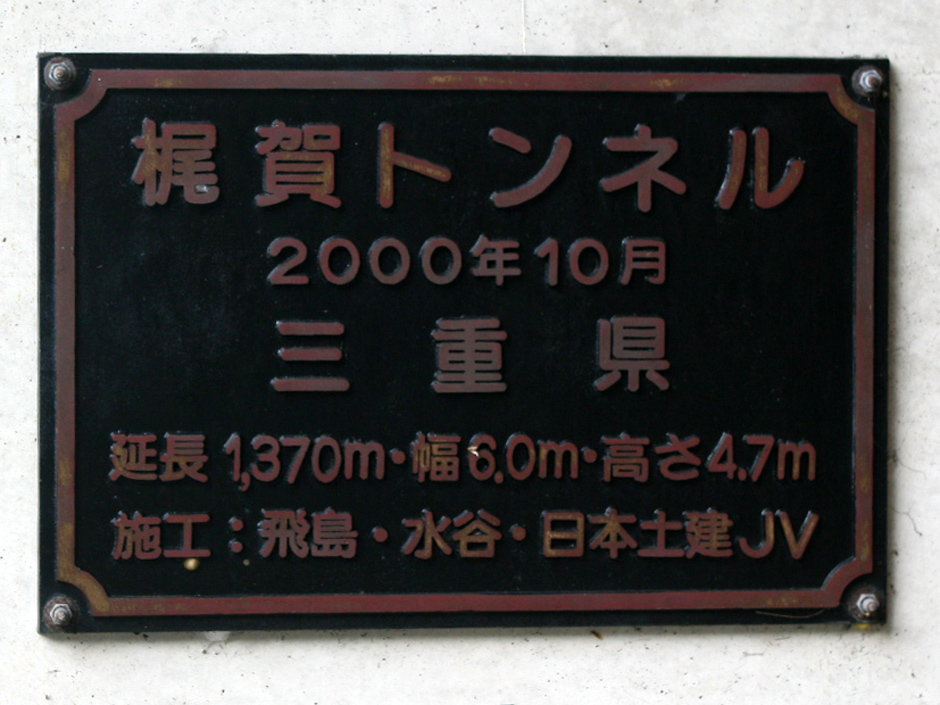 梶賀トンネル
2000年10月
三重県
延長1,370m・幅6.0m・高さ4.7m
施工：飛島・水谷・日本土建JV